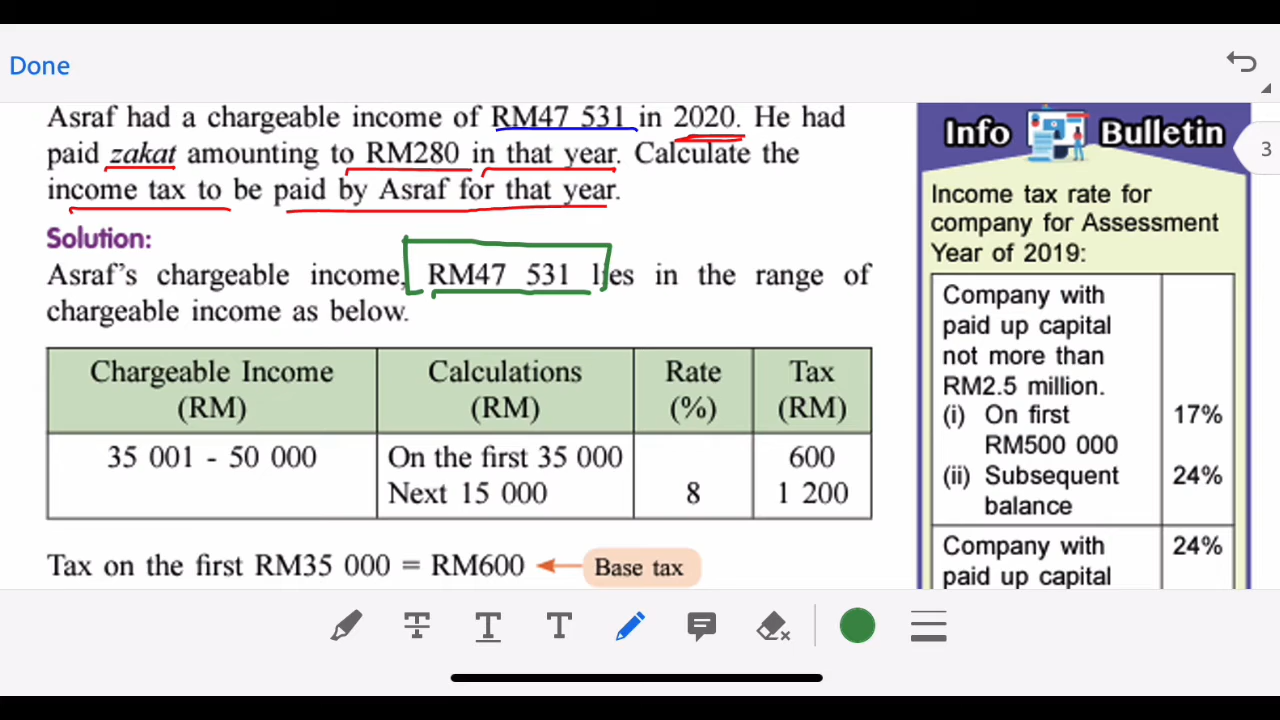 Done
Asraf had a chargeable income of RM47 531 in 2020. He had
paid zakat amounting to RM280 in that year. Calculate the
income tax to be paid by Asraf for that year.
Solution:
Asraf's chargeable income, RM47 531 lies in the range of
chargeable income as below.
Chargeable Income (RM) Calculations (RM) Rate (%) Tax (RM)
35 001 - 50 000 On the first 35 000 600
Next 15 000 8 1 200
Tax on the first RM35 000 = RM600 Base tax
Info Bulletin
3
Income tax rate for
company for Assessment
Year of 2019:
Company with
paid up capital
not more than
RM2.5 million.
(i) On first 17%
RM500 000
(ii) Subsequent 24%
balance
Company with 24%
paid up capital
T T T